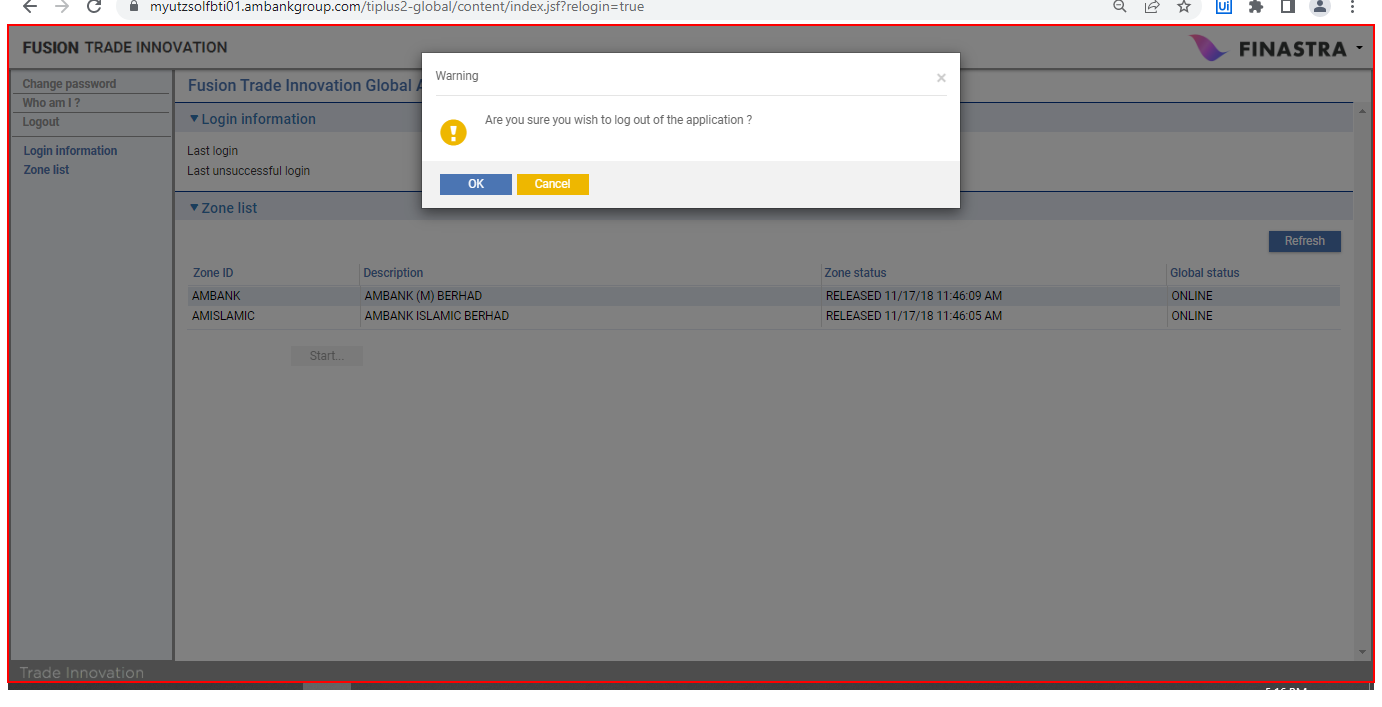 myutzsolfbti01.ambankgroup.com/tiplus2-global/content/index.jsf?relogin=true
Ui
FUSION TRADE INNOVATION
FINASTRA
Change password
Who am I ?
Logout
Login information
Zone list
Fusion Trade Innovation Global
Warning
Are you sure you wish to log out of the application ?
OK Cancel
Login information
Last login
Last unsuccessful login
Zone list
Refresh
Zone ID Description Zone status Global status
AMBANK AMBANK (M) BERHAD RELEASED 11/17/18 11:46:09 AM ONLINE
AMISLAMIC AMBANK ISLAMIC BERHAD RELEASED 11/17/18 11:46:05 AM ONLINE
Start...
Trade Innovation